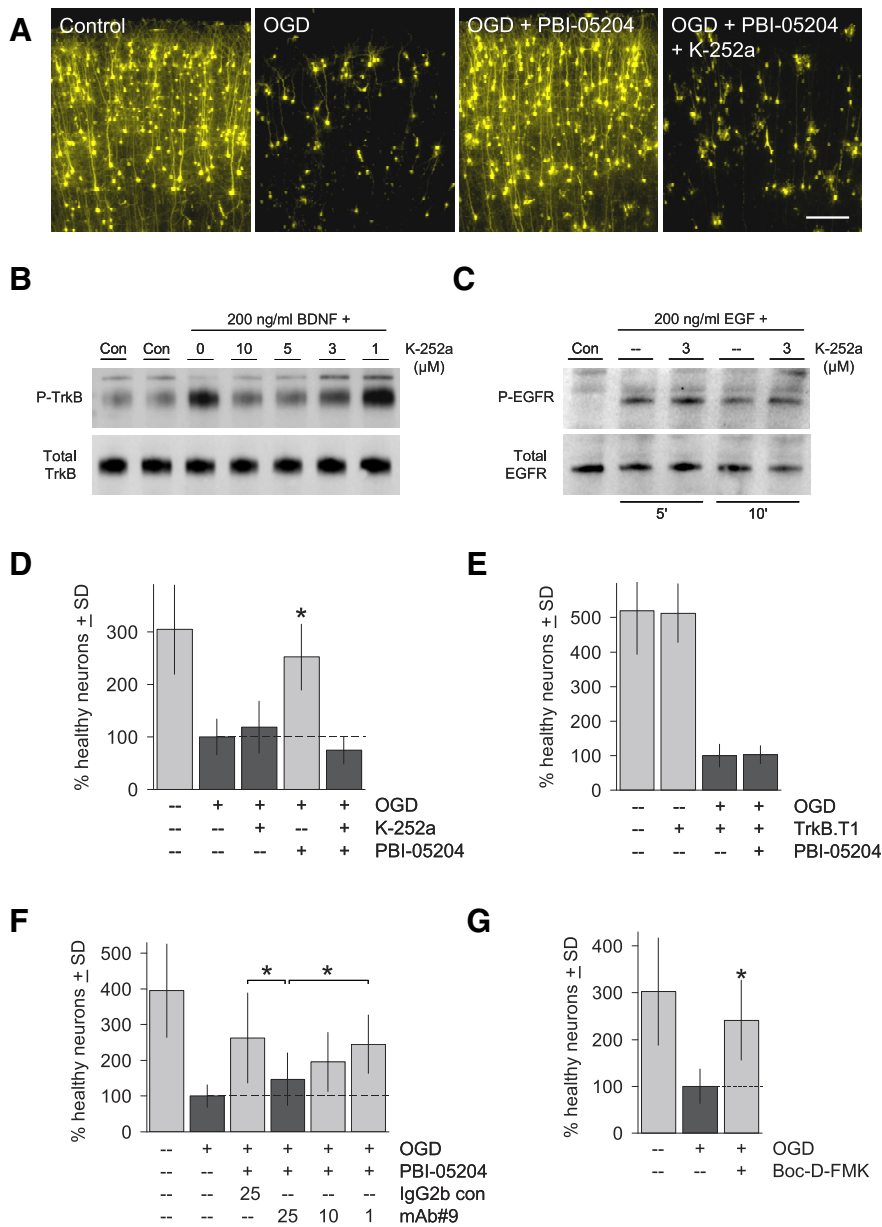 A
Control
OGD
OGD + PBI-05204
OGD + PBI-05204
+ K-252a
B
200 ng/ml BDNF +
Con Con 0 10 5 3 1 K-252a
(µM)
P-TrkB
Total
TrkB
C
200 ng/ml EGF +
Con -- 3 -- 3 K-252a
(µM)
P-EGFR
Total
EGFR
5' 10'
D
% healthy neurons ± SD
300
200
100
0
*
-- + + + + OGD
-- -- + -- + K-252a
-- -- -- + + PBI-05204
E
% healthy neurons ± SD
500
400
300
200
100
0
-- -- + + OGD
-- + + + TrkB.T1
-- -- -- + PBI-05204
F
% healthy neurons ± SD
500
400
300
200
100
0
* *
-- + + + + + OGD
-- -- + + + + PBI-05204
-- -- 25 -- -- -- IgG2b con
-- -- -- 25 10 1 mAb#9
G
% healthy neurons ± SD
400
300
200
100
0
*
-- + + OGD
-- -- + Boc-D-FMK